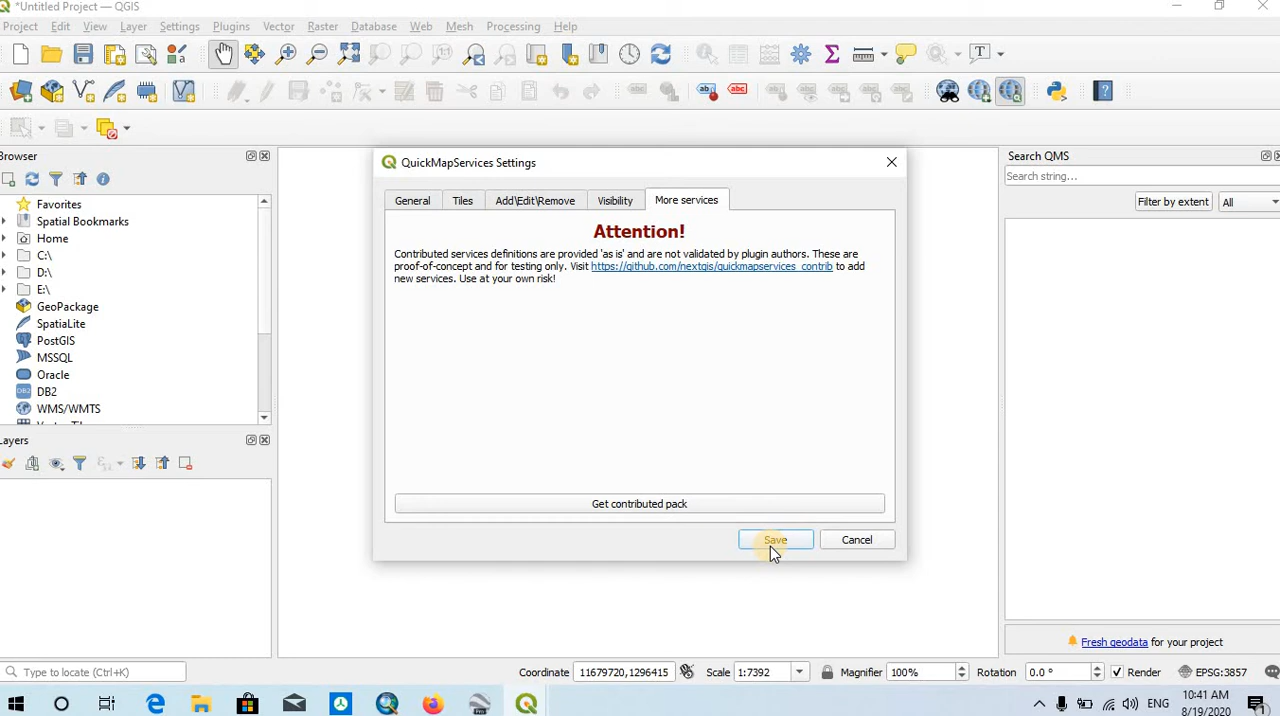 *Untitled Project — QGIS
Project Edit View Layer Settings Plugins Vector Raster Database Web Mesh Processing Help
QuickMapServices Settings
General Tiles Add\Edit\Remove Visibility More services
Attention!
Contributed services definitions are provided 'as is' and are not validated by plugin authors. These are
proof-of-concept and for testing only. Visit https://github.com/nextgis/quickmapservices_contrib to add
new services. Use at your own risk!
Get contributed pack
Save Cancel
Browser
Favorites
Spatial Bookmarks
Home
C:\
D:\
E:\
GeoPackage
SpatiaLite
PostGIS
MSSQL
Oracle
DB2
WMS/WMTS
Layers
Search QMS
Search string...
Filter by extent All
Fresh geodata for your project
Type to locate (Ctrl+K) Coordinate 11679720,1296415 Scale 1:7392 Magnifier 100% Rotation 0.0 ° Render EPSG:3857
ENG 10:41 AM
8/19/2020